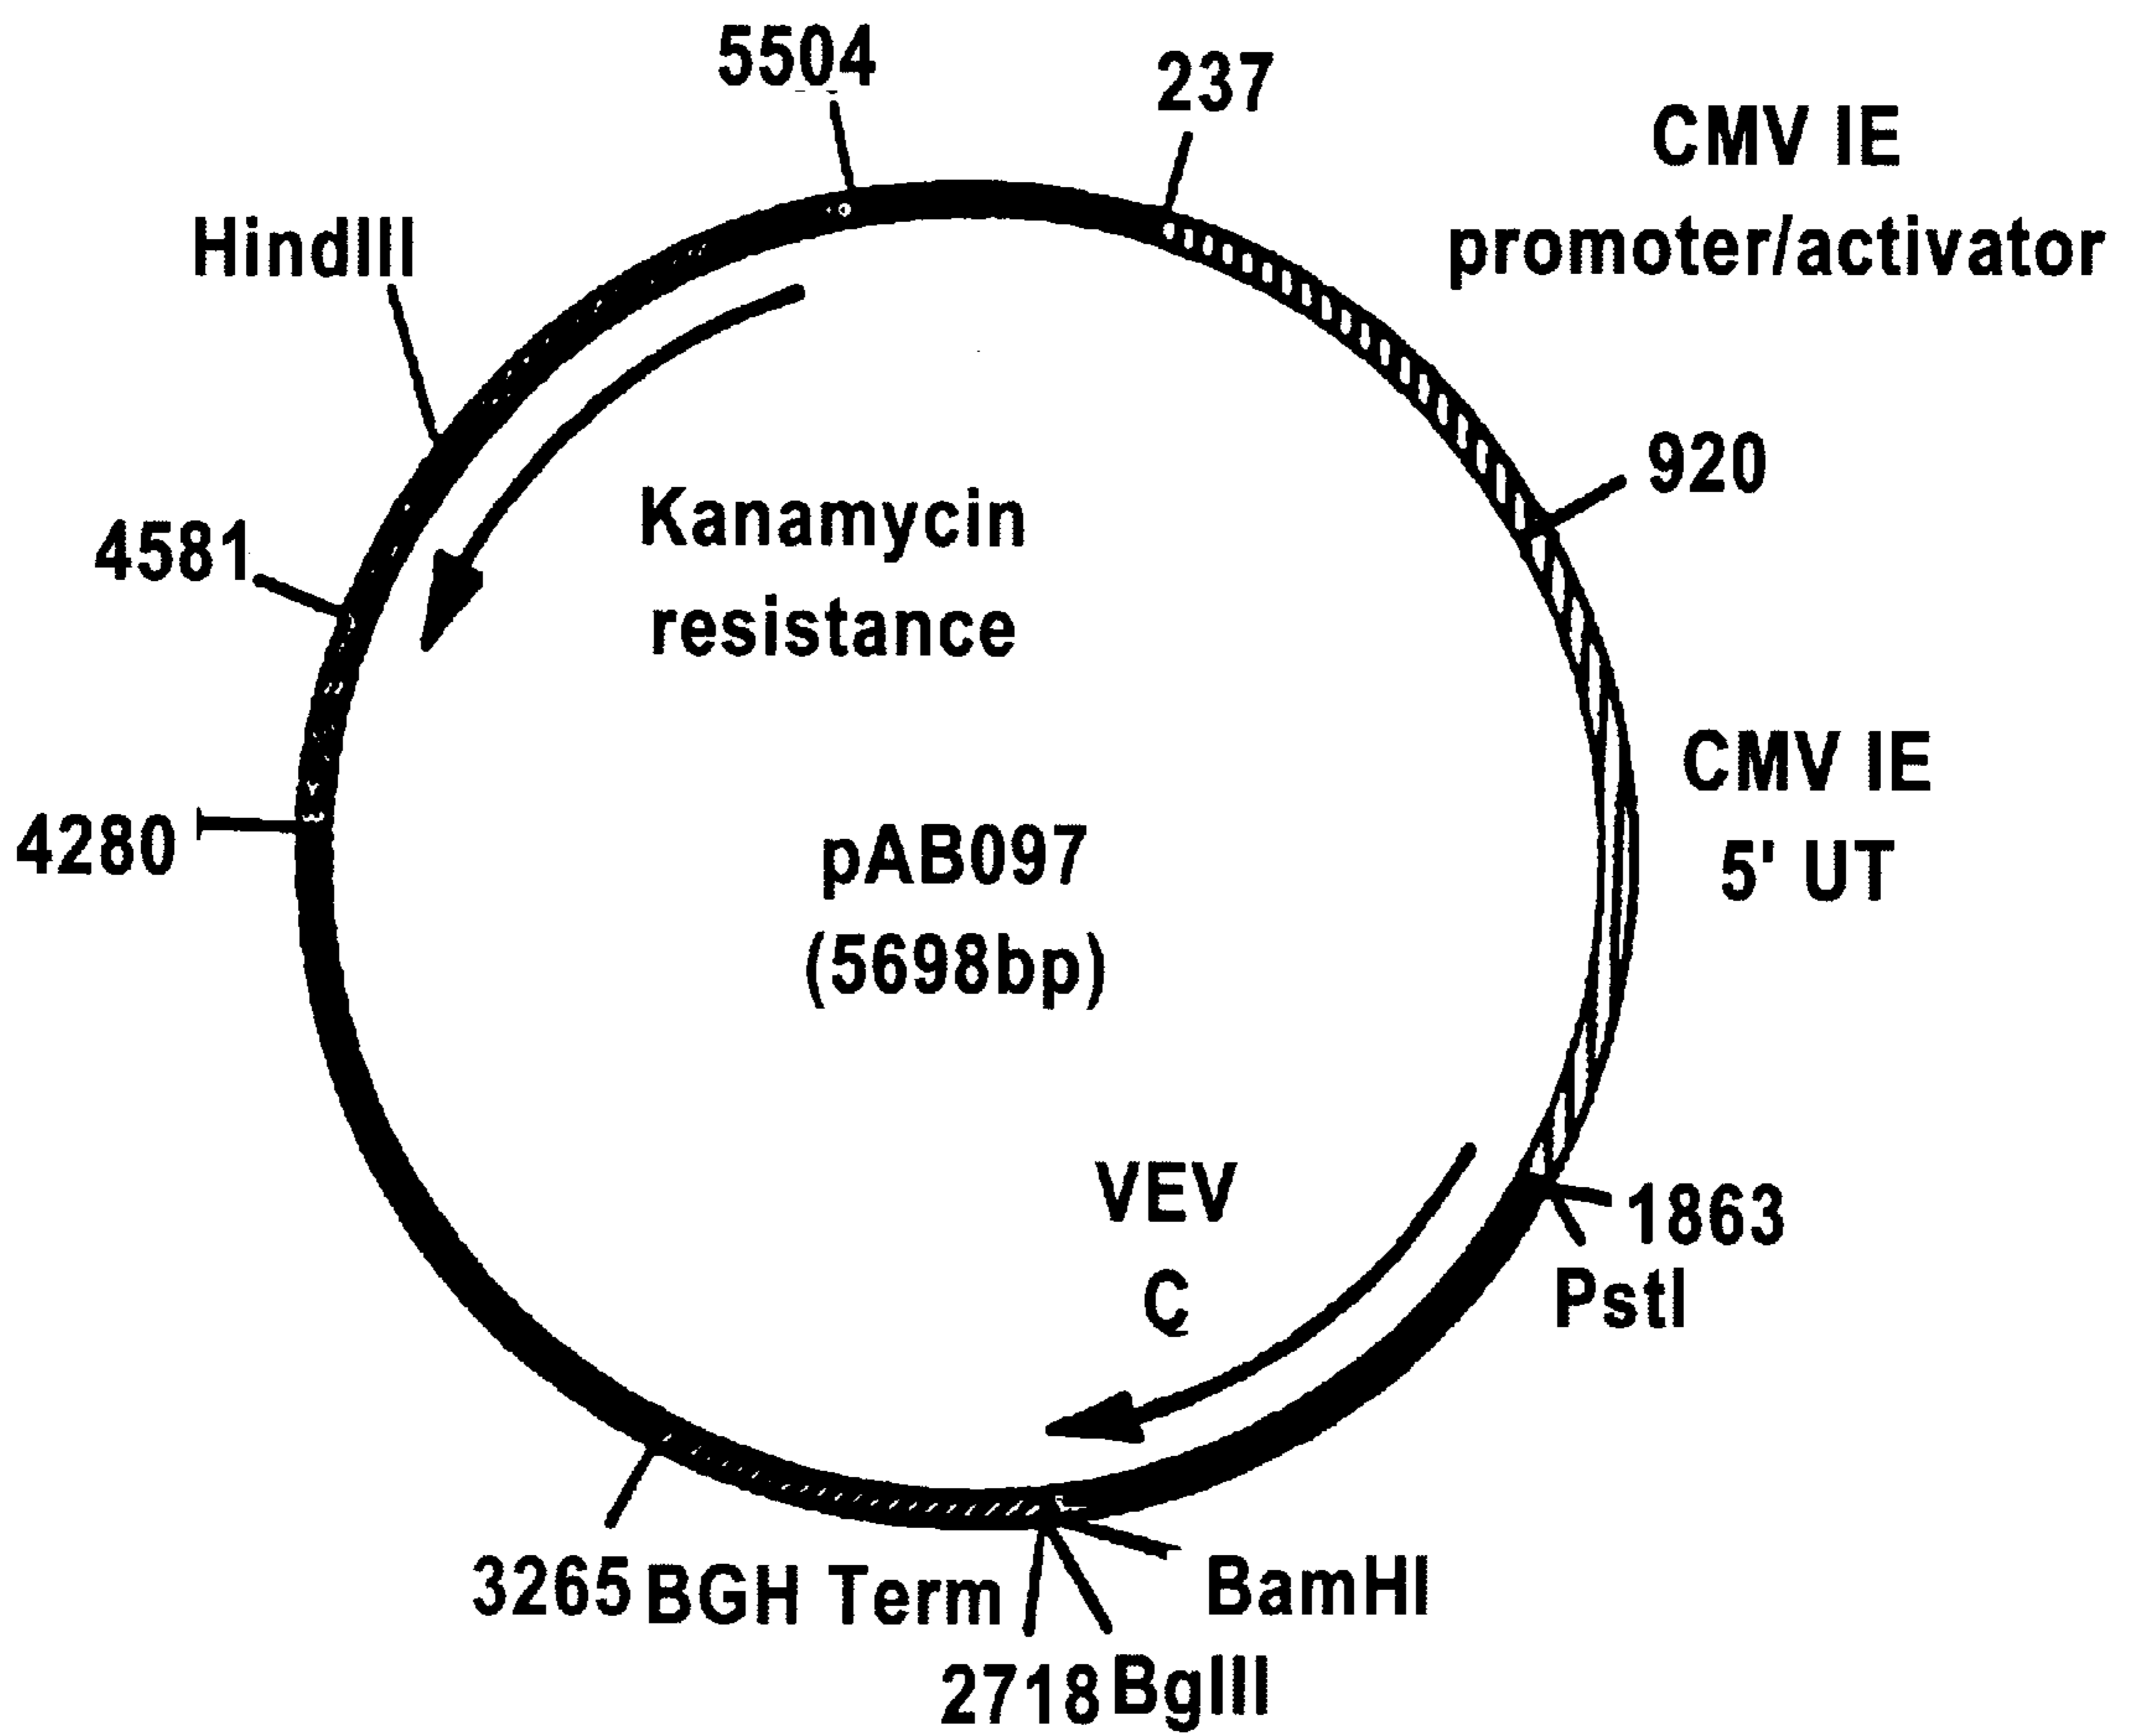 5504
237
CMV IE
promoter/activator
HindIII
920
Kanamycin
resistance
4581
CMV IE
5' UT
4280
pAB097
(5698bp)
VEV
C
1863
PstI
3265
BGH Term
BamHI
2718
BglII